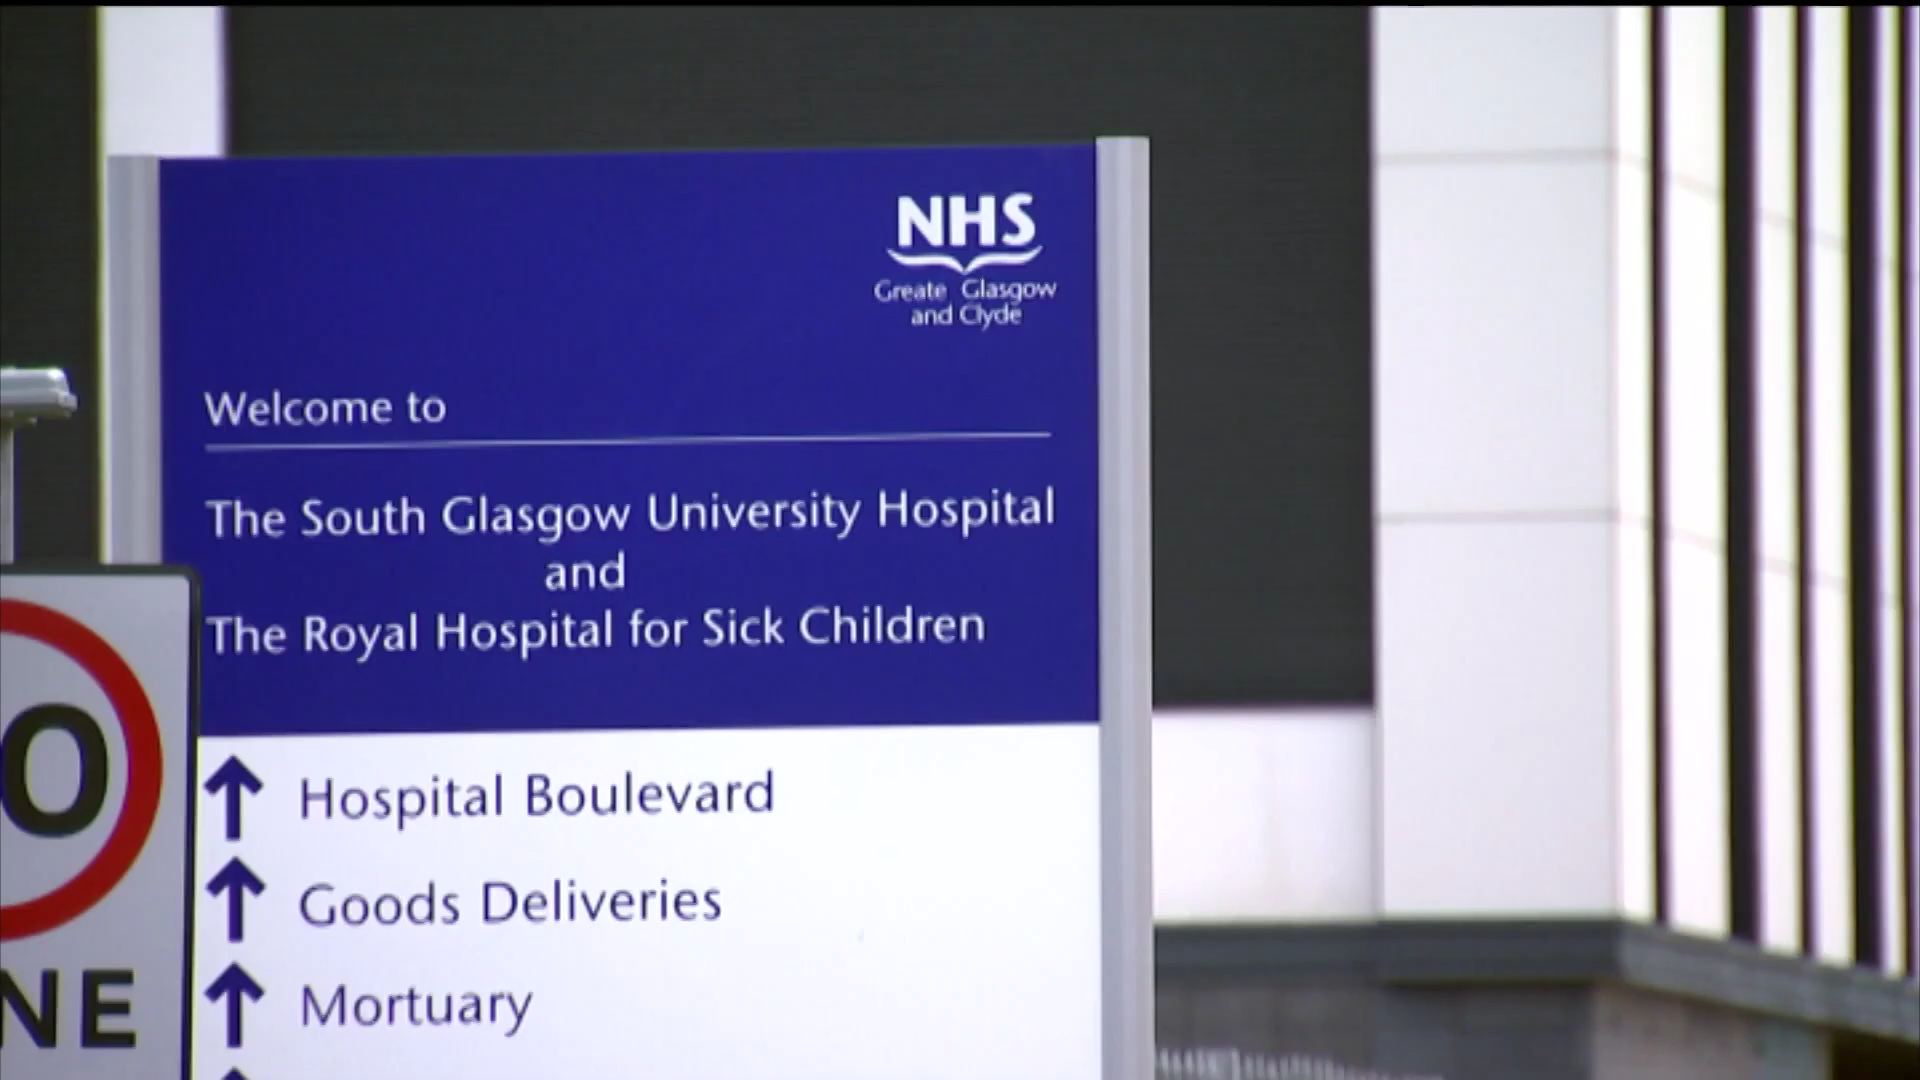 NHS
Greate Glasgow
and Clyde
Welcome to
The South Glasgow University Hospital
and
The Royal Hospital for Sick Children
Hospital Boulevard
Goods Deliveries
Mortuary
0
NE